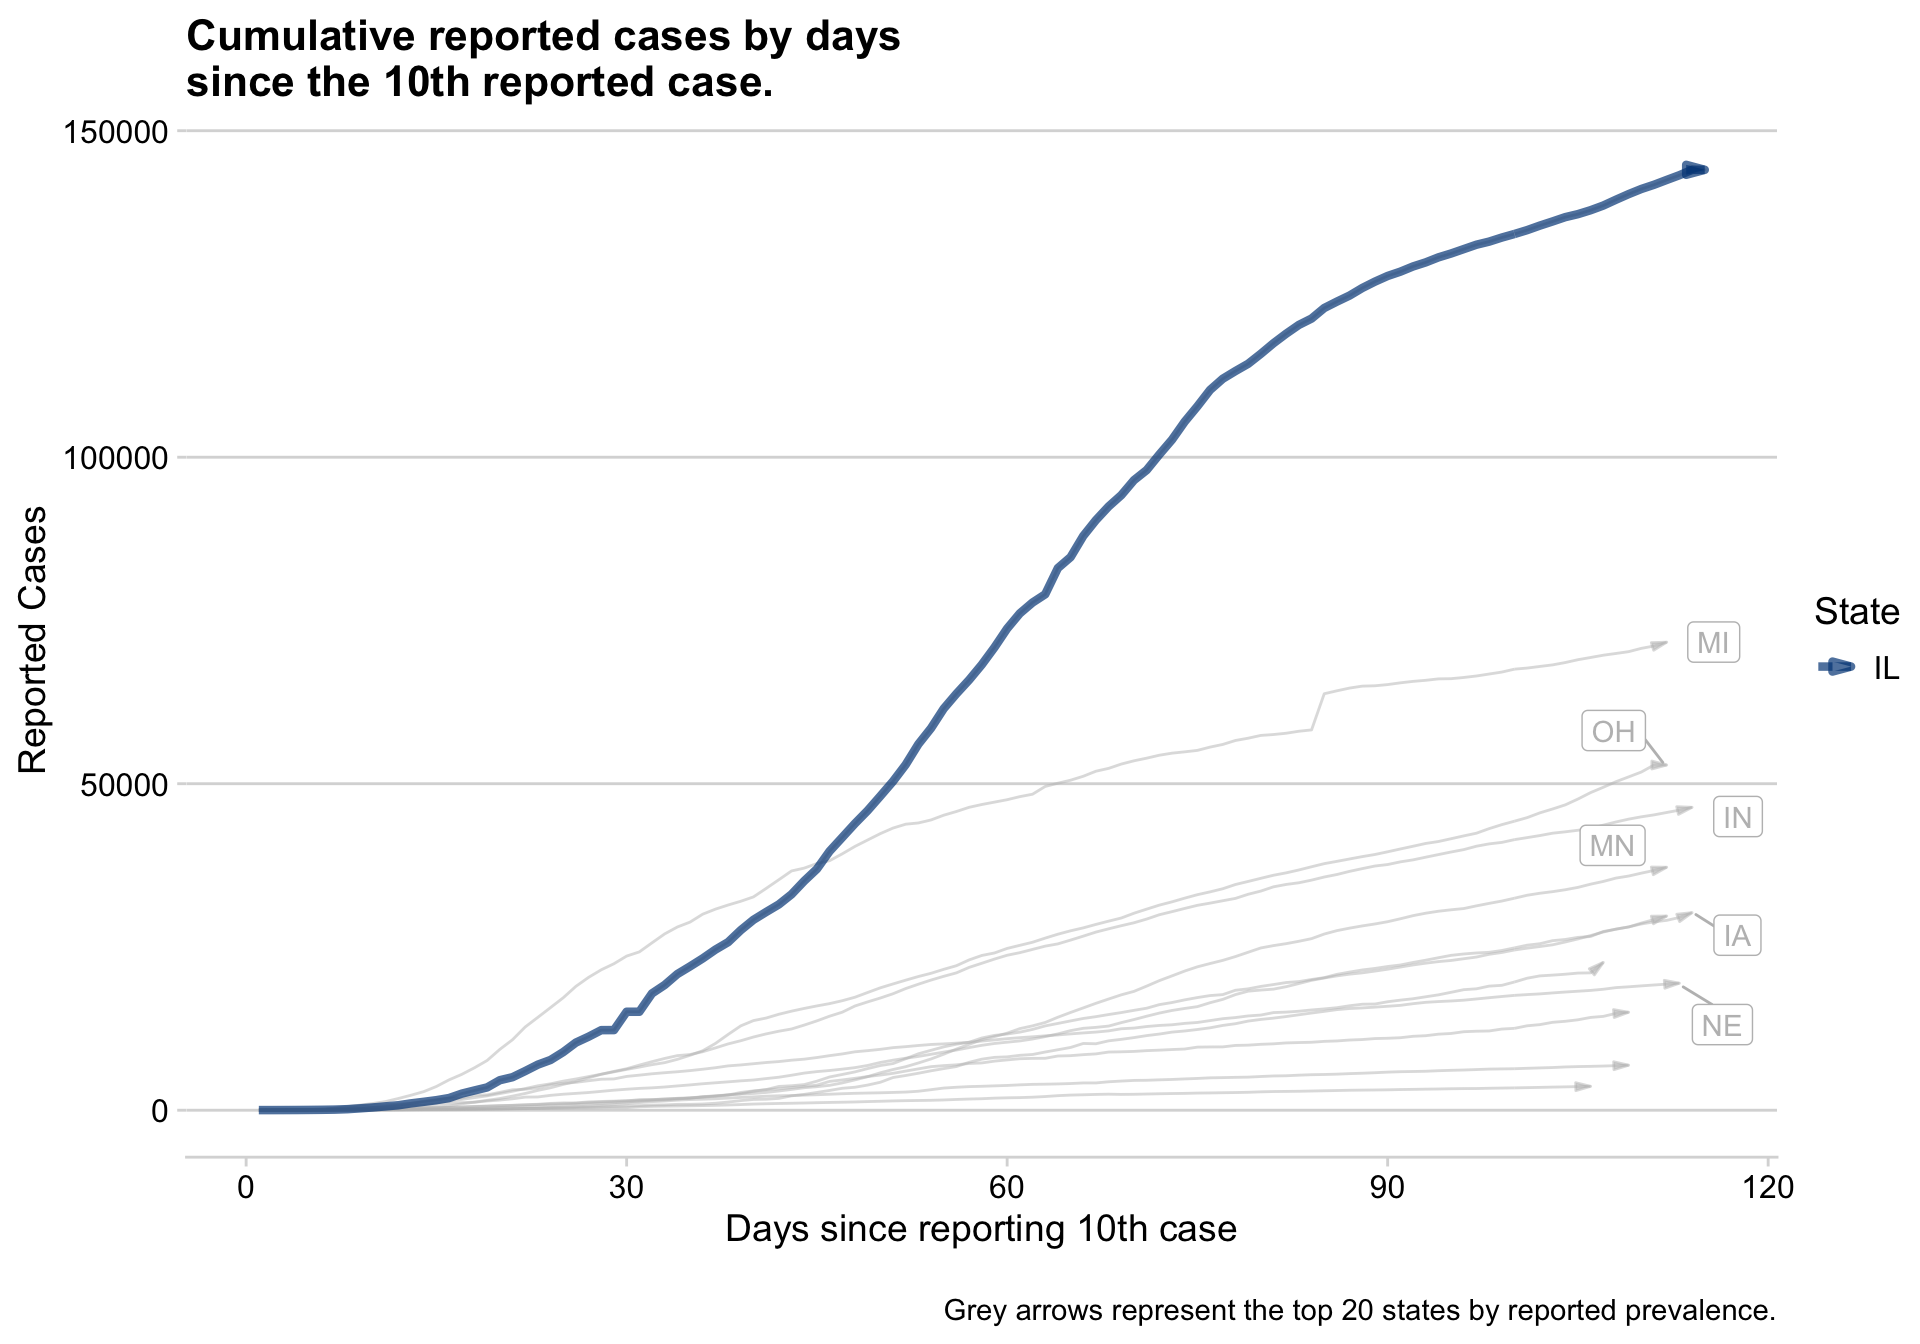 Cumulative reported cases by days
since the 10th reported case.
150000
100000
50000
0
Reported Cases
MI
OH
IN
MN
IA
NE
State
IL
0 30 60 90 120
Days since reporting 10th case
Grey arrows represent the top 20 states by reported prevalence.